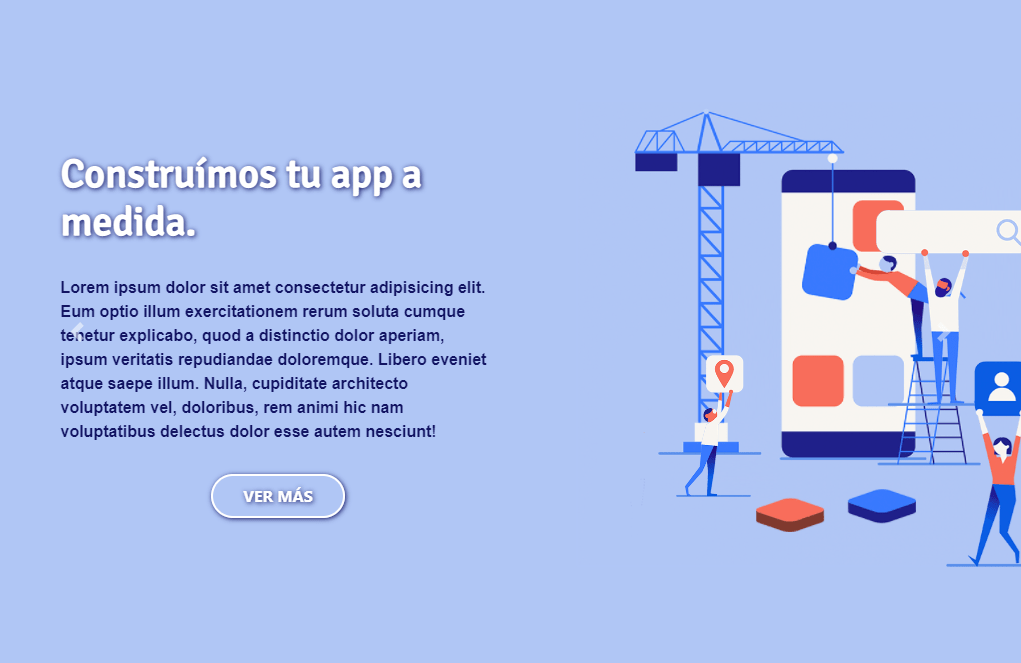 Construímos tu app a
medida.
Lorem ipsum dolor sit amet consectetur adipisicing elit.
Eum optio illum exercitationem rerum soluta cumque
tenetur explicabo, quod a distinctio dolor aperiam,
ipsum veritatis repudiandae doloremque. Libero eveniet
atque saepe illum. Nulla, cupiditate architecto
voluptatem vel, doloribus, rem animi hic nam
voluptatibus delectus dolor esse autem nesciunt!
VER MÁS